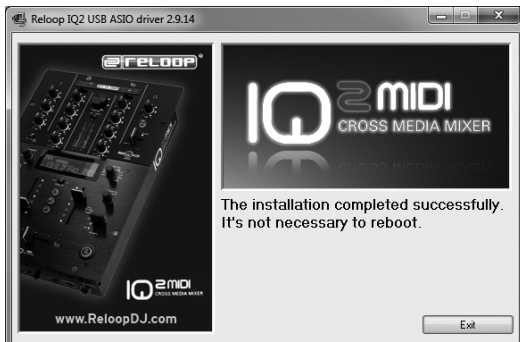 Reloop IQ2 USB ASIO driver 2.9.14
reloop
IQ2 MIDI
CROSS MEDIA MIXER
The installation completed successfully.
It's not necessary to reboot.
IQ2 MIDI
CROSS MEDIA MIXER
www.ReloopDJ.com
Exit